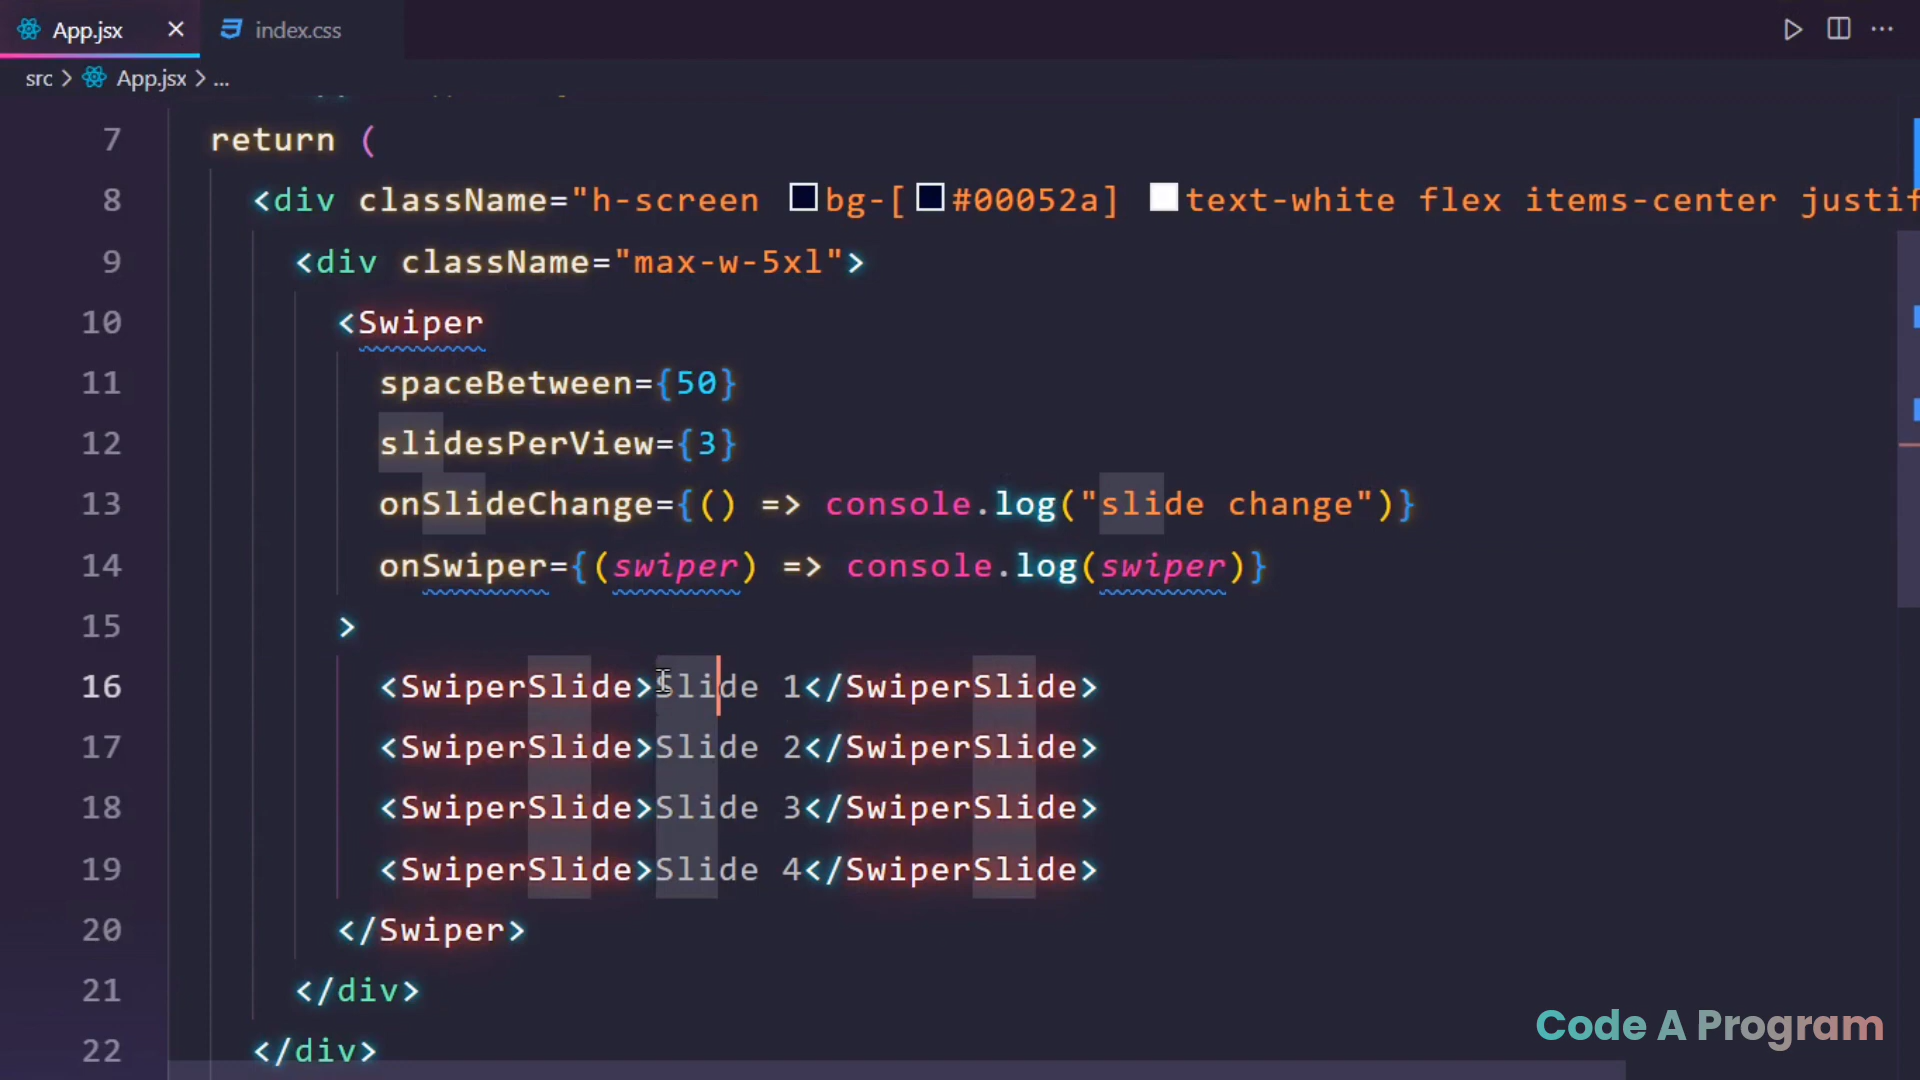 App.jsx
index.css
src > App.jsx > ...
7 return (
8 <div className="h-screen bg-[#00052a] text-white flex items-center justif
9 <div className="max-w-5xl">
10 <Swiper
11 spaceBetween={50}
12 slidesPerView={3}
13 onSlideChange={() => console.log("slide change")}
14 onSwiper={(swiper) => console.log(swiper)}
15 >
16 <SwiperSlide>Slide 1</SwiperSlide>
17 <SwiperSlide>Slide 2</SwiperSlide>
18 <SwiperSlide>Slide 3</SwiperSlide>
19 <SwiperSlide>Slide 4</SwiperSlide>
20 </Swiper>
21 </div>
22 </div>
Code A Program